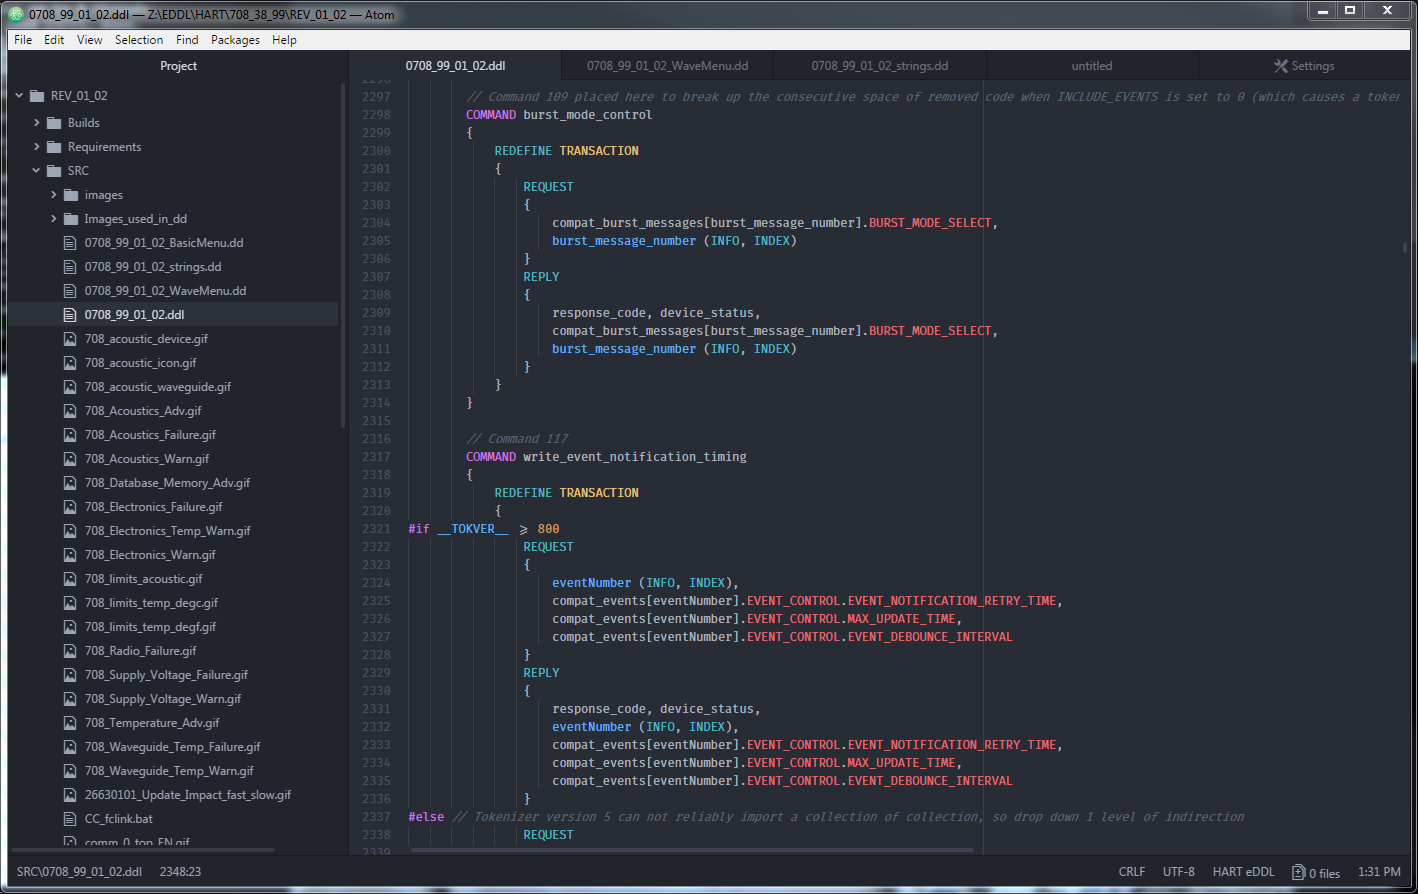 0708_99_01_02.ddl — Z:\EDDL\HART\708_38_99\REV_01_02 — Atom
File Edit View Selection Find Packages Help
Project
REV_01_02
Builds
Requirements
SRC
images
Images_used_in_dd
0708_99_01_02_BasicMenu.dd
0708_99_01_02_strings.dd
0708_99_01_02_WaveMenu.dd
0708_99_01_02.ddl
708_acoustic_device.gif
708_acoustic_icon.gif
708_acoustic_waveguide.gif
708_Acoustics_Adv.gif
708_Acoustics_Failure.gif
708_Acoustics_Warn.gif
708_Database_Memory_Adv.gif
708_Electronics_Failure.gif
708_Electronics_Temp_Warn.gif
708_Electronics_Warn.gif
708_limits_acoustic.gif
708_limits_temp_degc.gif
708_limits_temp_degf.gif
708_Radio_Failure.gif
708_Supply_Voltage_Failure.gif
708_Supply_Voltage_Warn.gif
708_Temperature_Adv.gif
708_Waveguide_Temp_Failure.gif
708_Waveguide_Temp_Warn.gif
26630101_Update_Impact_fast_slow.gif
CC_fclink.bat
comm_0_top_EN.gif
0708_99_01_02.ddl 0708_99_01_02_WaveMenu.dd 0708_99_01_02_strings.dd untitled Settings
2296
2297 // Command 109 placed here to break up the consecutive space of removed code when INCLUDE_EVENTS is set to 0 (which causes a token
2298 COMMAND burst_mode_control
2299 {
2300 REDEFINE TRANSACTION
2301 {
2302 REQUEST
2303 {
2304 compat_burst_messages[burst_message_number].BURST_MODE_SELECT,
2305 burst_message_number (INFO, INDEX)
2306 }
2307 REPLY
2308 {
2309 response_code, device_status,
2310 compat_burst_messages[burst_message_number].BURST_MODE_SELECT,
2311 burst_message_number (INFO, INDEX)
2312 }
2313 }
2314 }
2315
2316 // Command 117
2317 COMMAND write_event_notification_timing
2318 {
2319 REDEFINE TRANSACTION
2320 {
2321 #if __TOKVER__ ⩾ 800
2322 REQUEST
2323 {
2324 eventNumber (INFO, INDEX),
2325 compat_events[eventNumber].EVENT_CONTROL.EVENT_NOTIFICATION_RETRY_TIME,
2326 compat_events[eventNumber].EVENT_CONTROL.MAX_UPDATE_TIME,
2327 compat_events[eventNumber].EVENT_CONTROL.EVENT_DEBOUNCE_INTERVAL
2328 }
2329 REPLY
2330 {
2331 response_code, device_status,
2332 eventNumber (INFO, INDEX),
2333 compat_events[eventNumber].EVENT_CONTROL.EVENT_NOTIFICATION_RETRY_TIME,
2334 compat_events[eventNumber].EVENT_CONTROL.MAX_UPDATE_TIME,
2335 compat_events[eventNumber].EVENT_CONTROL.EVENT_DEBOUNCE_INTERVAL
2336 }
2337 #else // Tokenizer version 5 can not reliably import a collection of collection, so drop down 1 level of indirection
2338 REQUEST
2339
SRC\0708_99_01_02.ddl 2348:23 CRLF UTF-8 HART eDDL 0 files 1:31 PM